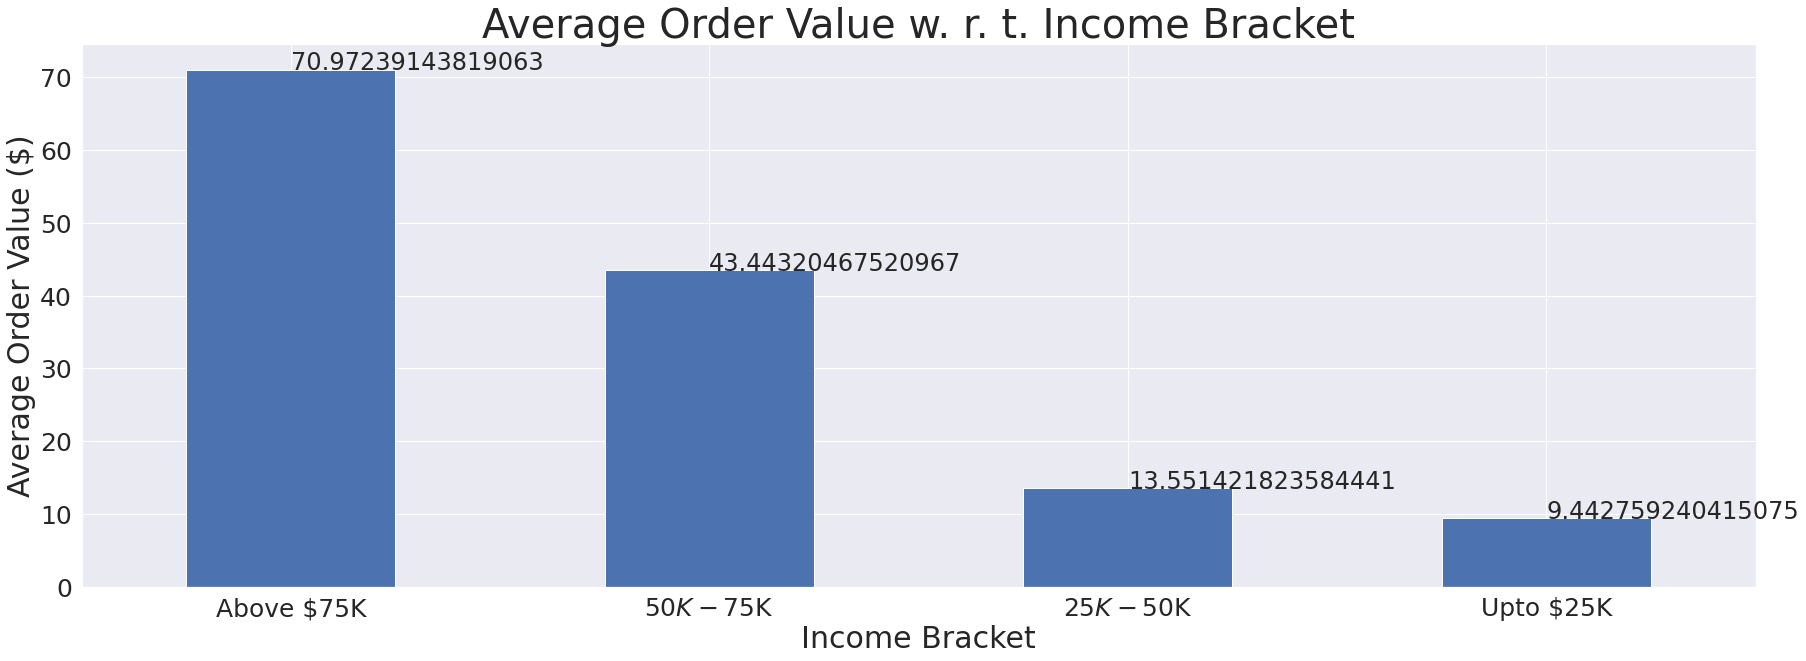 Average Order Value w. r. t. Income Bracket
Average Order Value ($)
70
60
50
40
30
20
10
0
70.97239143819063
43.44320467520967
13.551421823584441
9.442759240415075
Above $75K
50K − 75K
25K − 50K
Upto $25K
Income Bracket